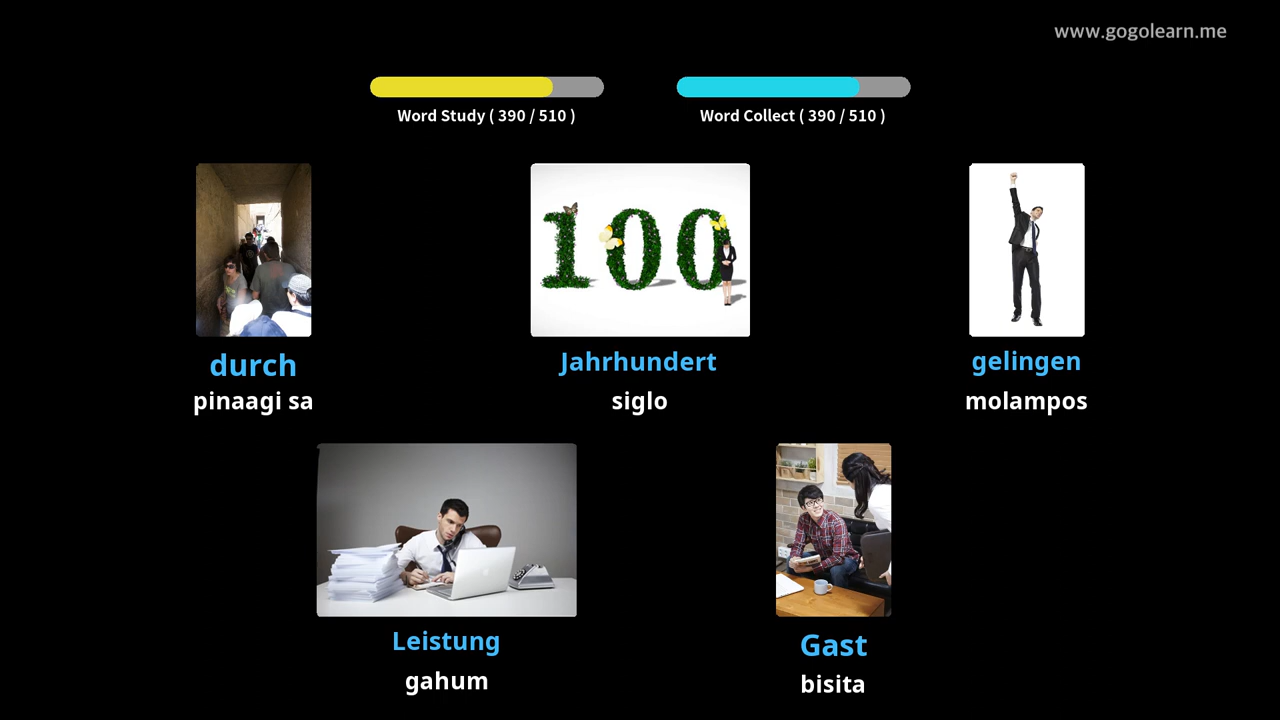 www.gogolearn.me
Word Study ( 390 / 510 )
Word Collect ( 390 / 510 )
100
durch
pinaagi sa
Jahrhundert
siglo
gelingen
molampos
Leistung
gahum
Gast
bisita